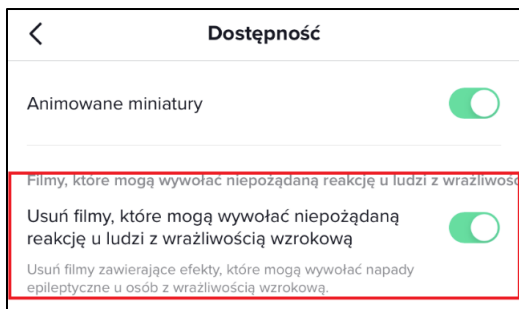 Dostępność
Animowane miniatury
Filmy, które mogą wywołać niepożądaną reakcję u ludzi z wrażliwośc
Usuń filmy, które mogą wywołać niepożądaną
reakcję u ludzi z wrażliwością wzrokową
Usuń filmy zawierające efekty, które mogą wywołać napady
epileptyczne u osób z wrażliwością wzrokową.